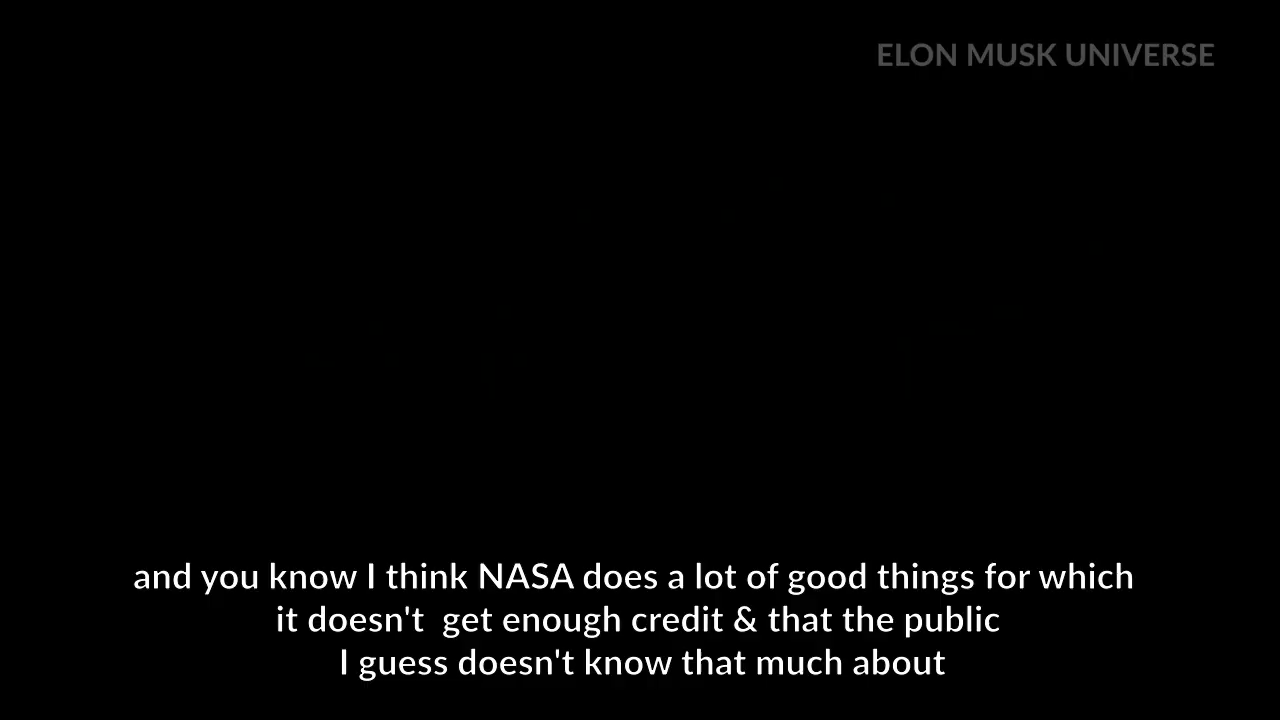 ELON MUSK UNIVERSE
and you know I think NASA does a lot of good things for which
it doesn't  get enough credit & that the public
I guess doesn't know that much about